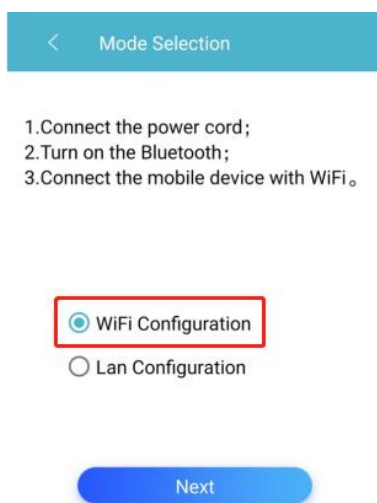 Mode Selection
1.Connect the power cord;
2.Turn on the Bluetooth;
3.Connect the mobile device with WiFi。
WiFi Configuration
Lan Configuration
Next